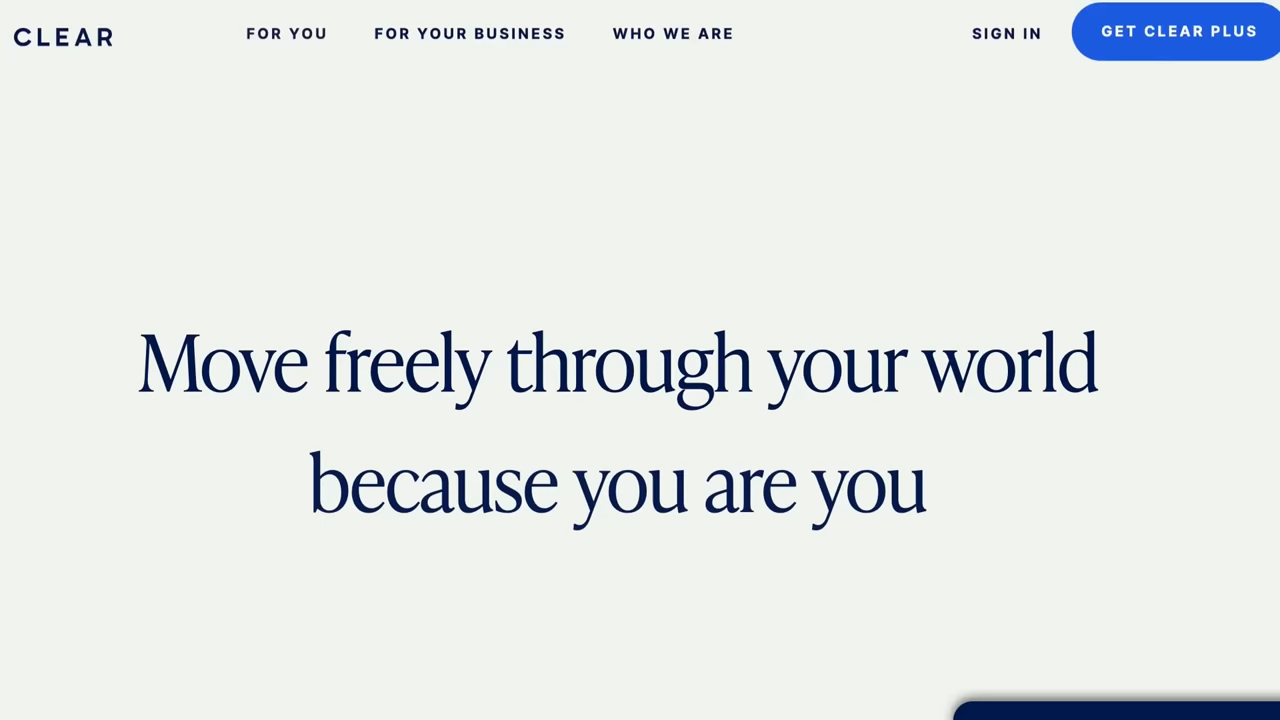 CLEAR
FOR YOU
FOR YOUR BUSINESS
WHO WE ARE
SIGN IN
GET CLEAR PLUS
Move freely through your world
because you are you